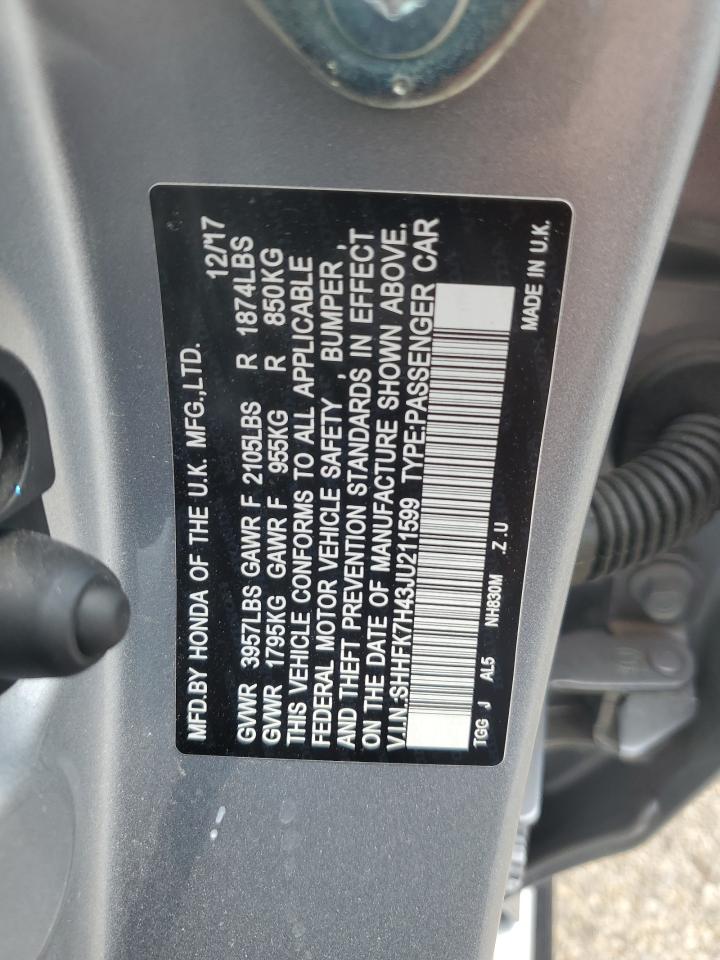 MFD.BY HONDA OF THE U.K. MFG.,LTD.
12/17
GVWR 3957LBS GAWR F 2105LBS R 1874LBS
GVWR 1795KG GAWR F 955KG R 850KG
THIS VEHICLE CONFORMS TO ALL APPLICABLE
FEDERAL MOTOR VEHICLE SAFETY , BUMPER ,
AND THEFT PREVENTION STANDARDS IN EFFECT
ON THE DATE OF MANUFACTURE SHOWN ABOVE.
V.I.N.:SHHFK7H43JU211599 TYPE:PASSENGER CAR
TGG J AL5 NH830M .Z.U
MADE IN U.K.